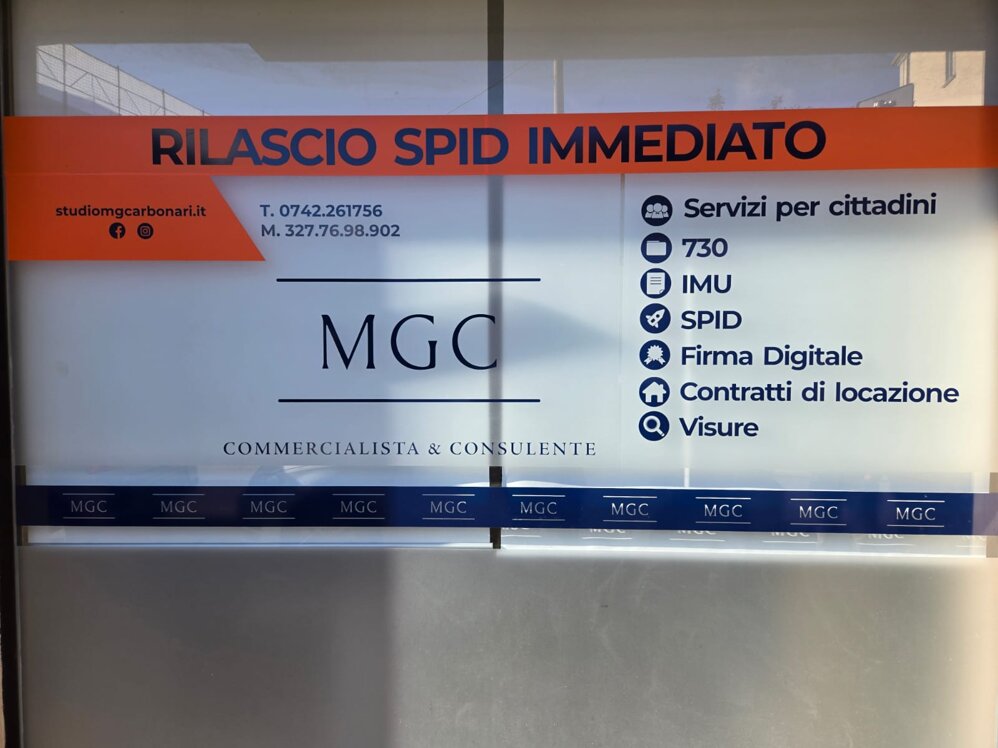 RILASCIO SPID IMMEDIATO
studiomgcarbonari.it
T. 0742.261756
M. 327.76.98.902
MGC
COMMERCIALISTA & CONSULENTE
Servizi per cittadini
730
IMU
SPID
Firma Digitale
Contratti di locazione
Visure
MGC MGC MGC MGC MGC MGC MGC MGC MGC MGC